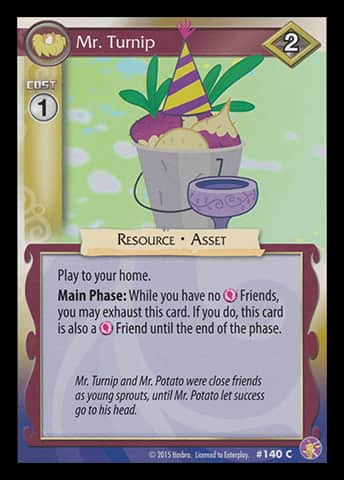 Mr. Turnip
2
COST
1
RESOURCE • ASSET
Play to your home.
Main Phase: While you have no Friends,
you may exhaust this card. If you do, this card
is also a Friend until the end of the phase.
Mr. Turnip and Mr. Potato were close friends
as young sprouts, until Mr. Potato let success
go to his head.
© 2015 Hasbro. Licensed to Enterplay. #140 C